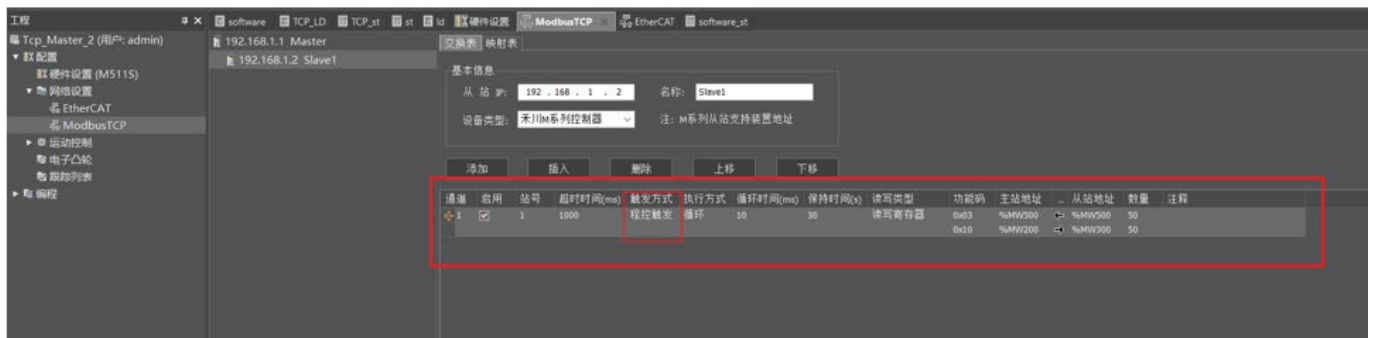 工程
software TCP_LD TCP_st st ld 硬件设置 ModbusTCP EtherCAT software_st
Tcp_Master_2 (用户: admin)
配置
硬件设置 (M511S)
网络设置
EtherCAT
ModbusTCP
运动控制
电子凸轮
跟踪列表
编程
192.168.1.1 Master
192.168.1.2 Slave1
交换表 映射表
基本信息
从 站 IP: 192 . 168 . 1 . 2 名称: Slave1
设备类型: 禾川M系列控制器 注: M系列从站支持装置地址
添加 插入 删除 上移 下移
通道 启用 站号 超时时间(ms) 触发方式 执行方式 循环时间(ms) 保持时间(s) 读写类型 功能码 主站地址 .. 从站地址 数量 注释
1 1 1000 程控触发 循环 10 30 读写寄存器 0x03 %MW500 %MW500 50
0x10 %MW200 %MW300 50